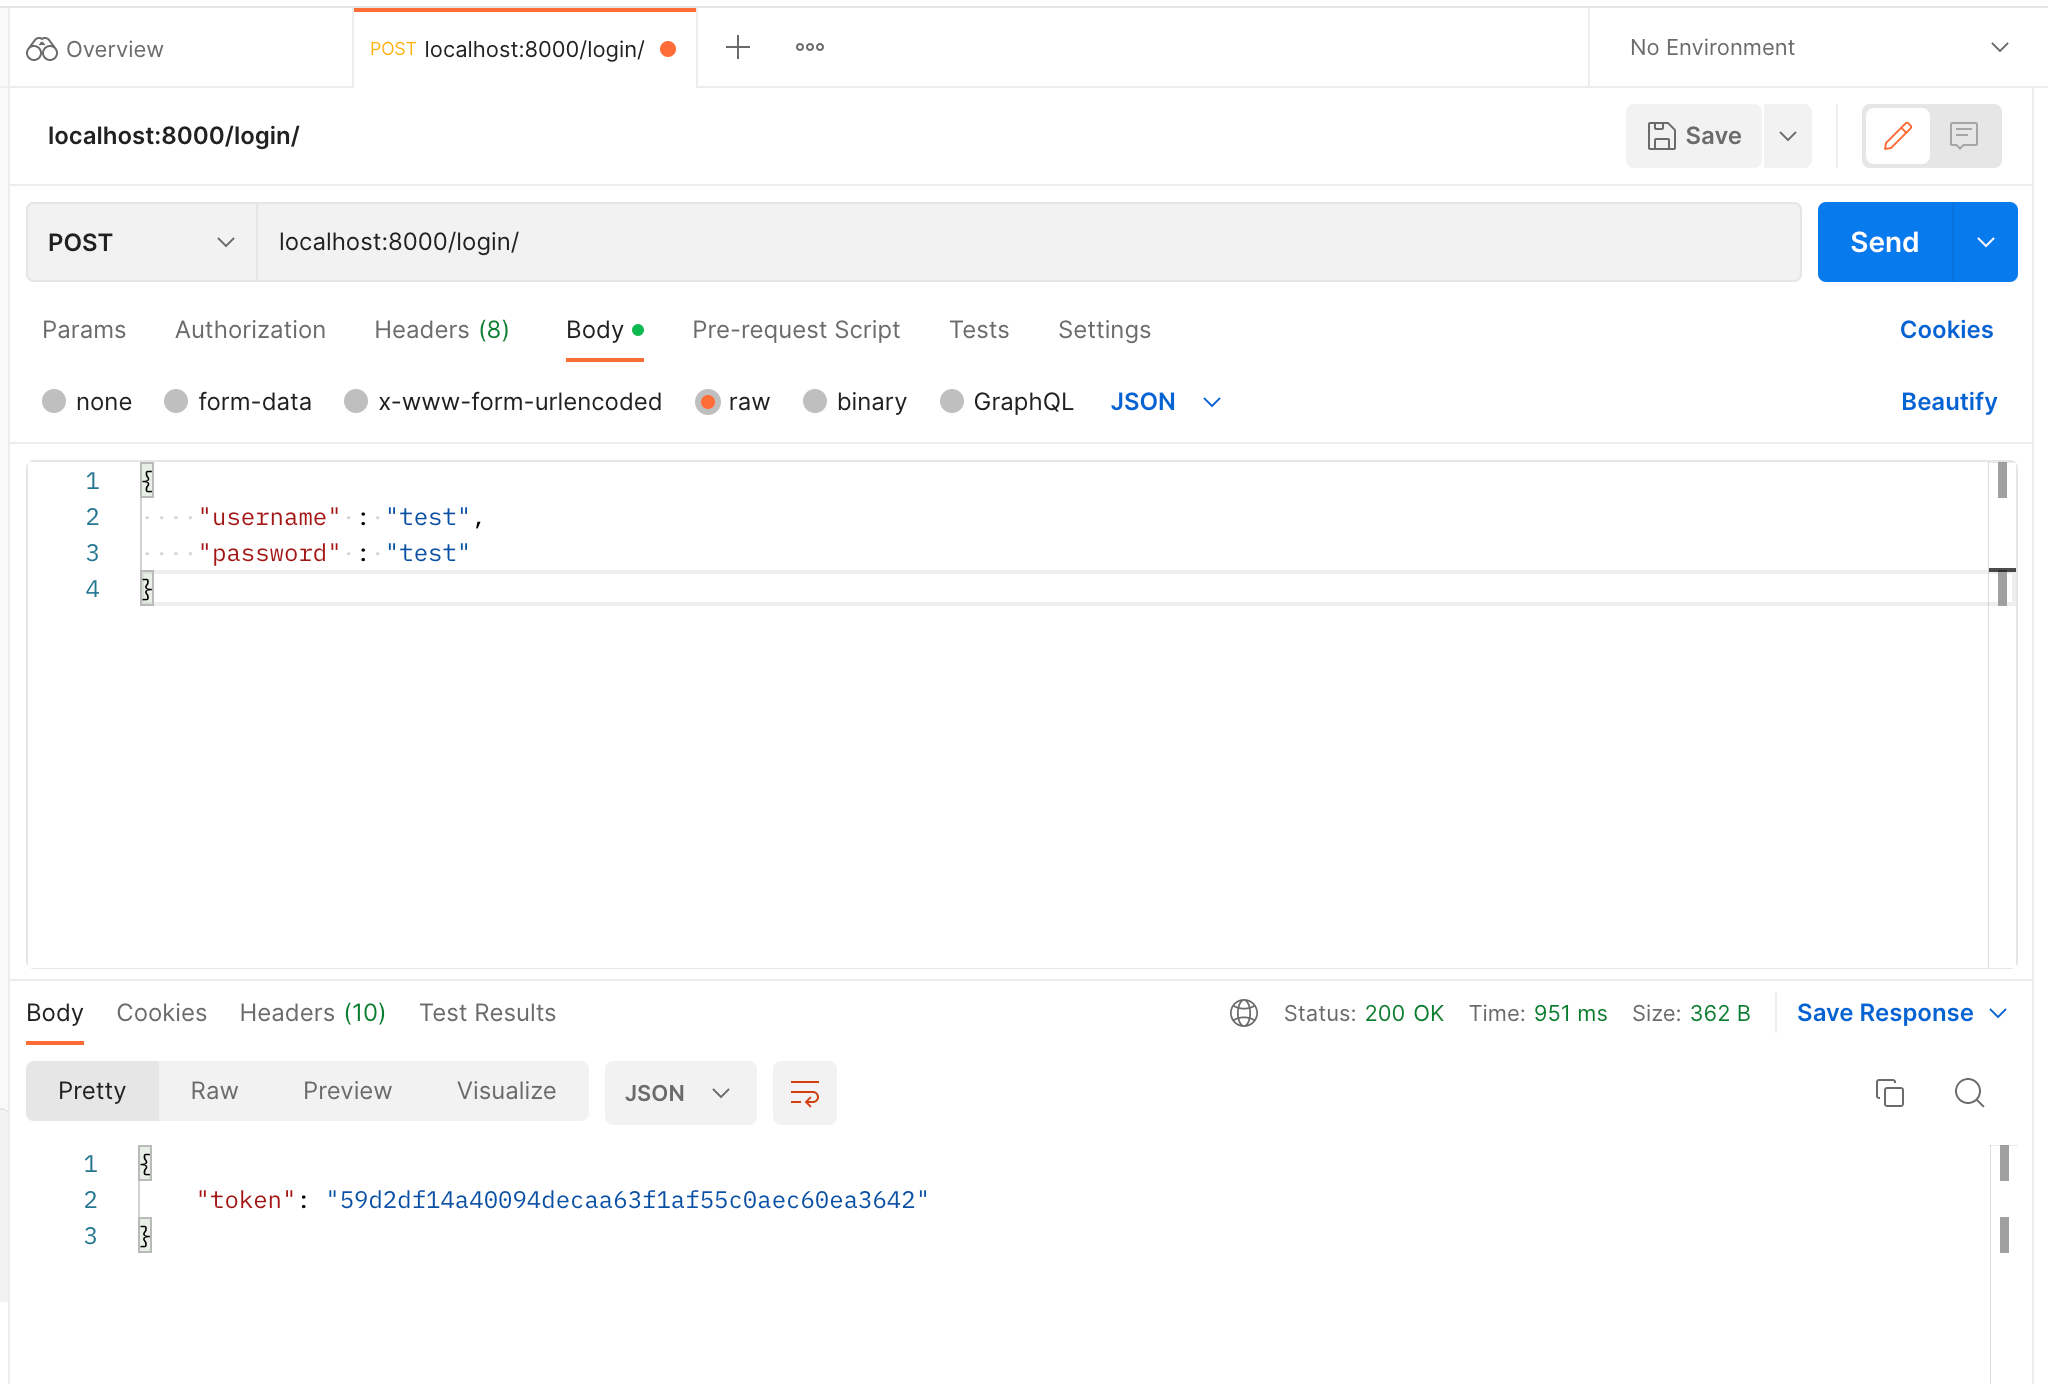 Overview POST localhost:8000/login/ No Environment
localhost:8000/login/ Save
POST localhost:8000/login/ Send
Params Authorization Headers (8) Body Pre-request Script Tests Settings Cookies
none form-data x-www-form-urlencoded raw binary GraphQL JSON Beautify
1 {
2 "username" : "test",
3 "password" : "test"
4 }
Body Cookies Headers (10) Test Results Status: 200 OK Time: 951 ms Size: 362 B Save Response
Pretty Raw Preview Visualize JSON
1 {
2 "token": "59d2df14a40094decaa63f1af55c0aec60ea3642"
3 }